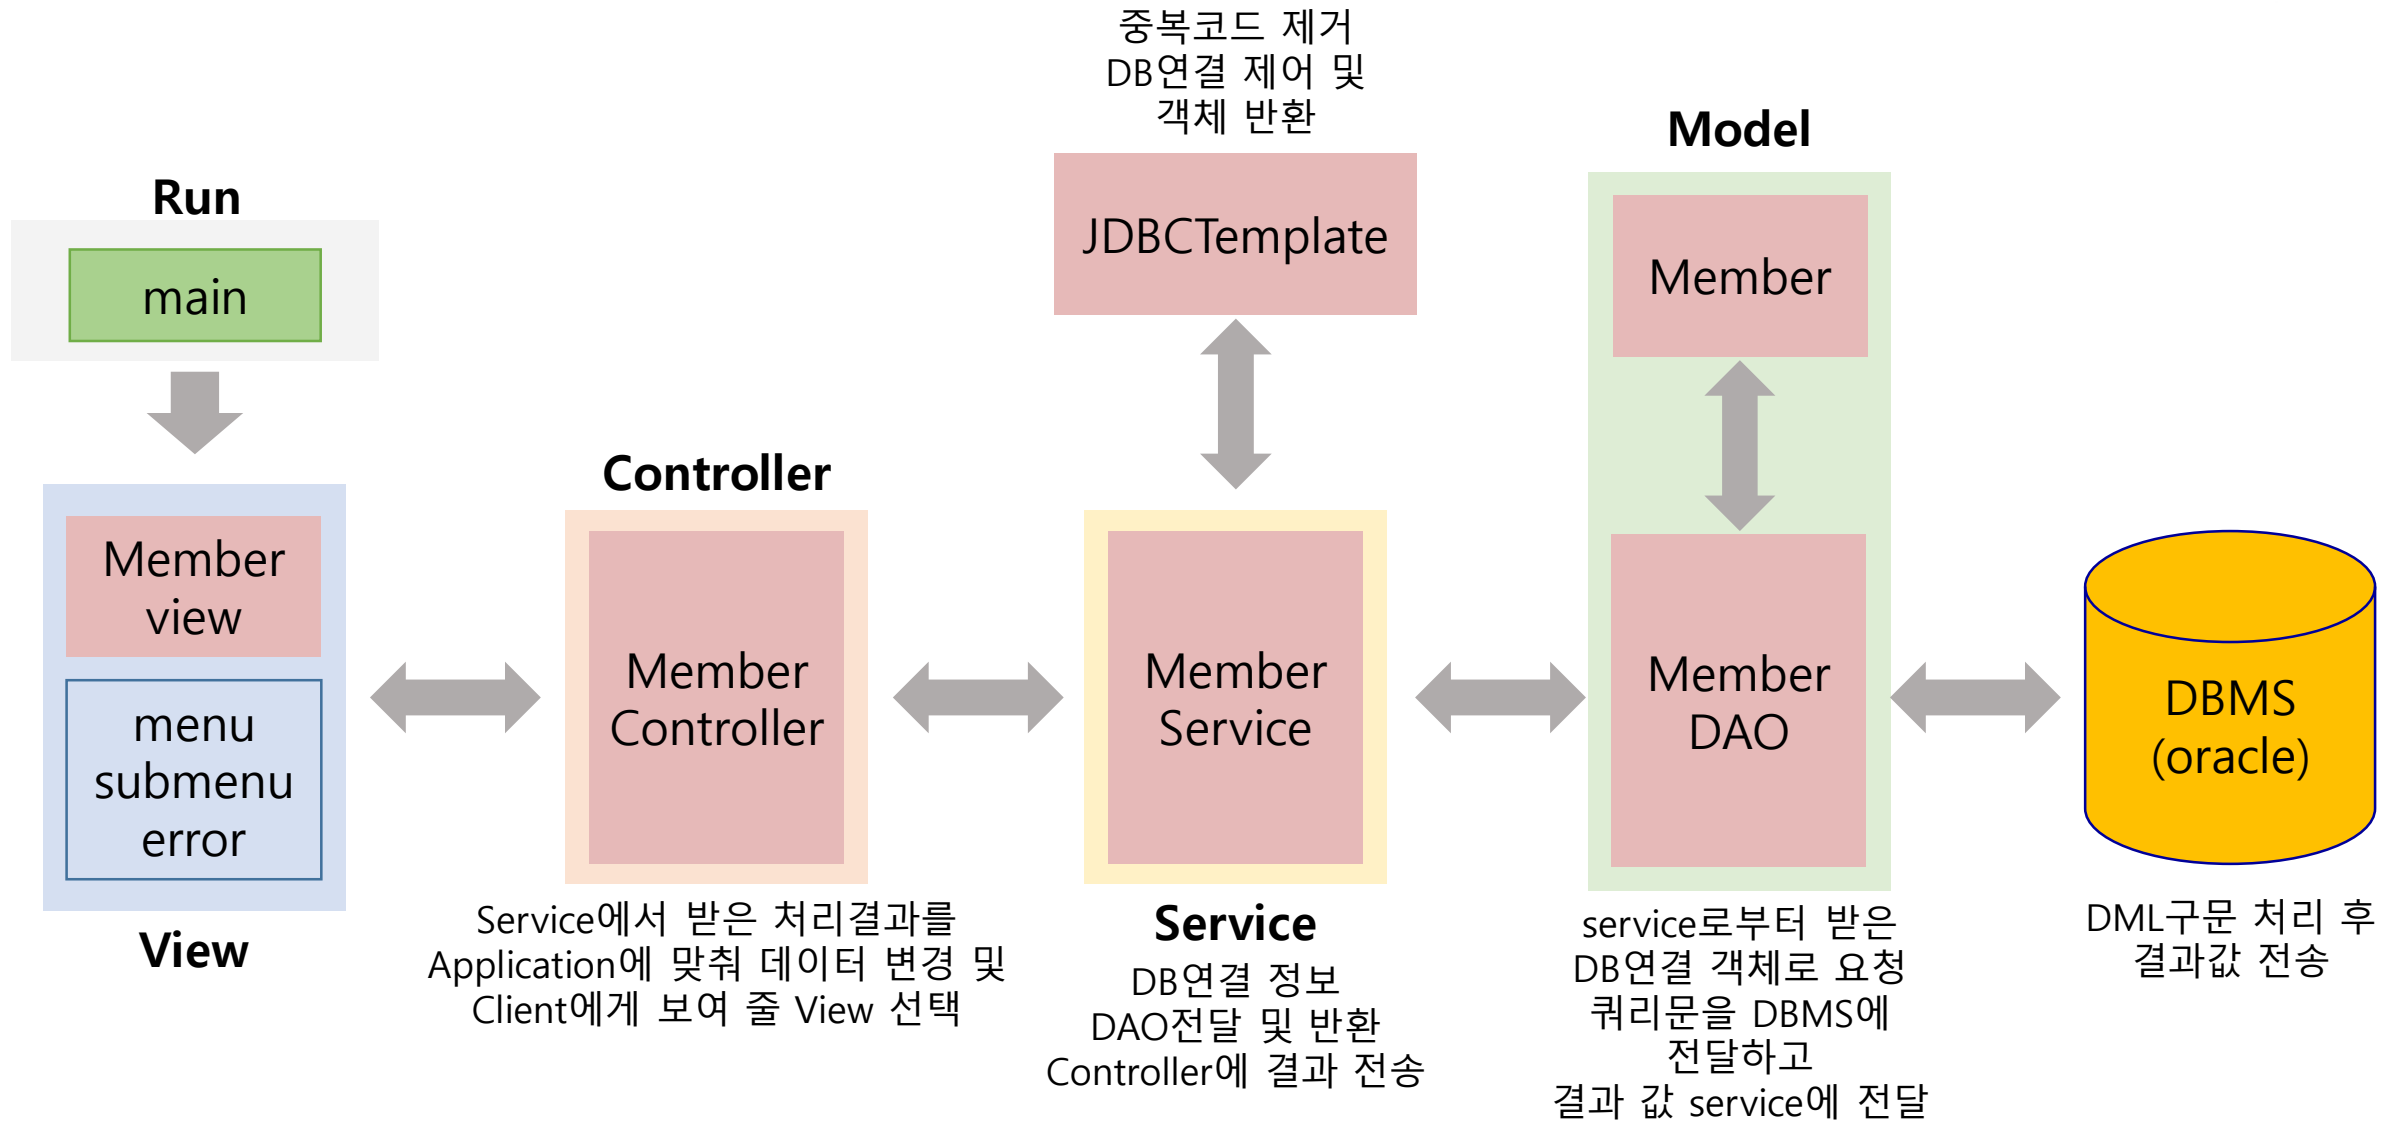 Run
main
Member
view
menu
submenu
error
View
Controller
Member
Controller
Service에서 받은 처리결과를
Application에 맞춰 데이터 변경 및
Client에게 보여 줄 View 선택
중복코드 제거
DB연결 제어 및
객체 반환
JDBCTemplate
Member
Service
Service
DB연결 정보
DAO전달 및 반환
Controller에 결과 전송
Model
Member
Member
DAO
service로부터 받은
DB연결 객체로 요청
쿼리문을 DBMS에
전달하고
결과 값 service에 전달
DBMS
(oracle)
DML구문 처리 후
결과값 전송